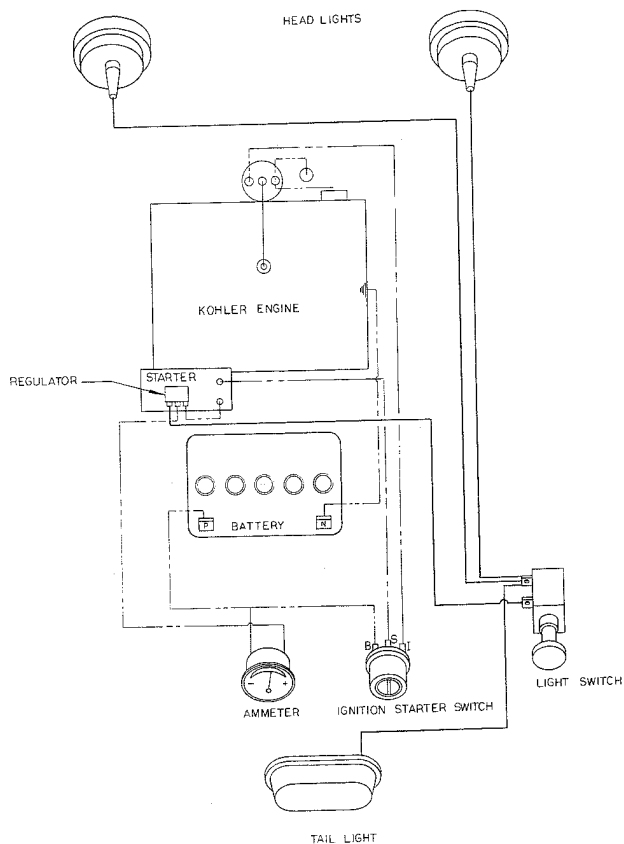 HEAD LIGHTS
KOHLER ENGINE
STARTER
REGULATOR
P
BATTERY
N
B
S
I
AMMETER
IGNITION STARTER SWITCH
LIGHT SWITCH
TAIL LIGHT